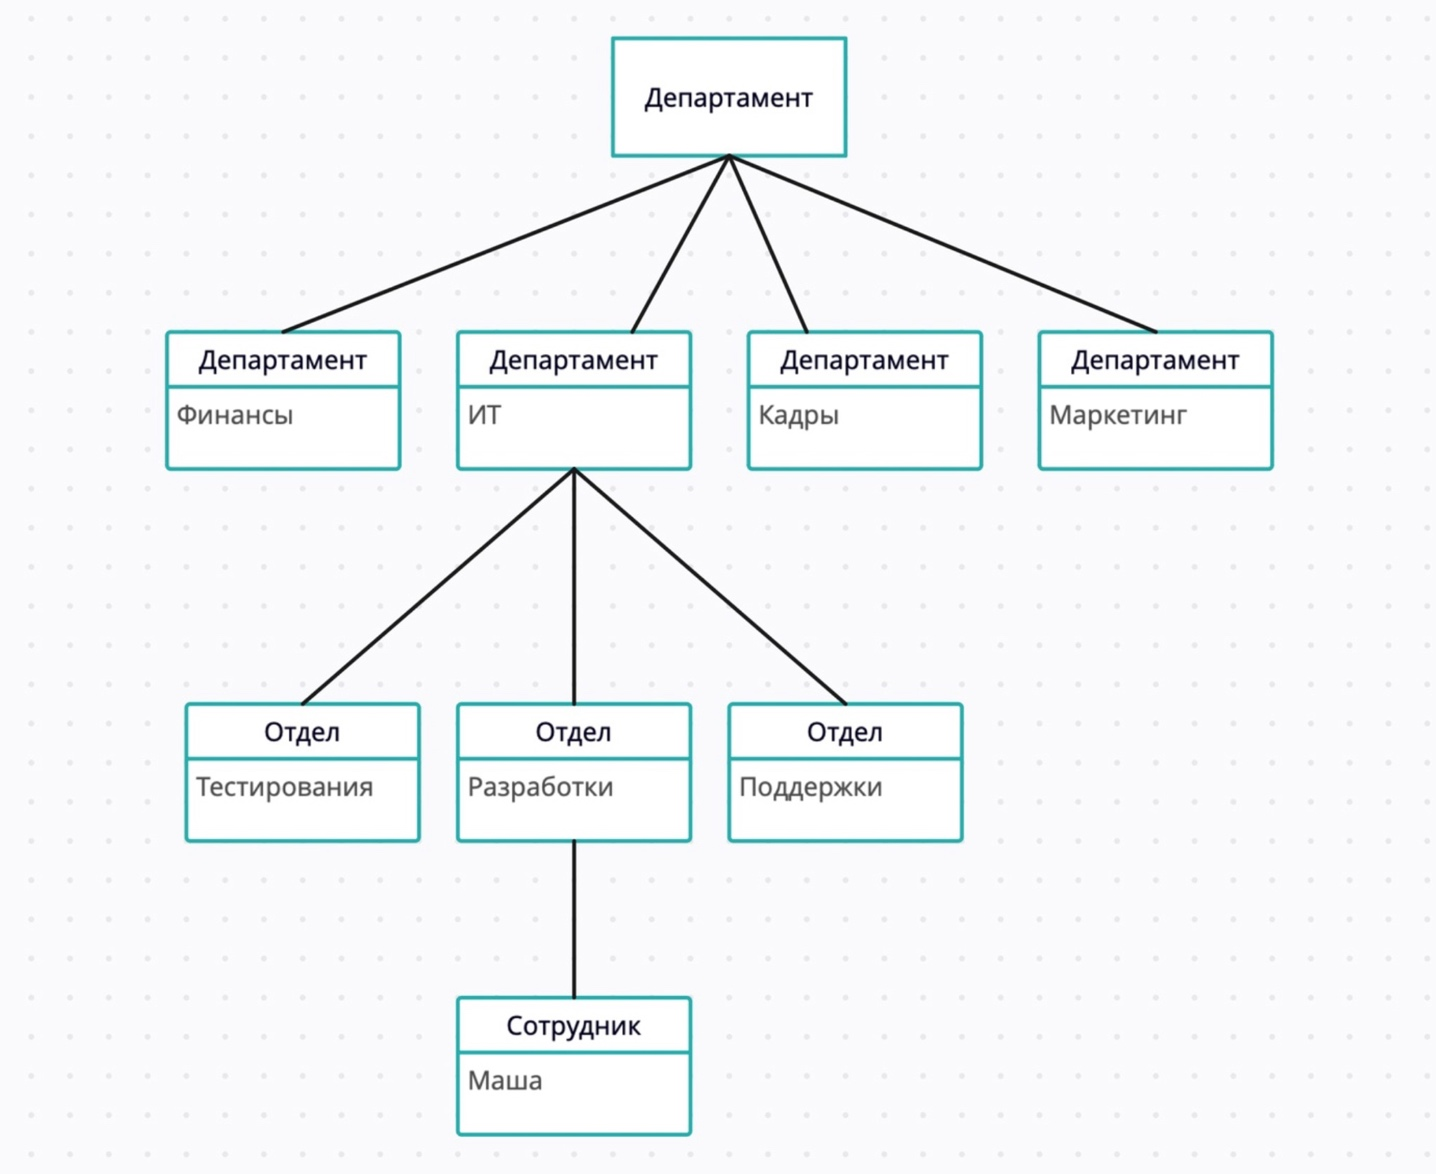 Департамент
Департамент
Финансы
Департамент
ИТ
Департамент
Кадры
Департамент
Маркетинг
Отдел
Тестирования
Отдел
Разработки
Отдел
Поддержки
Сотрудник
Маша